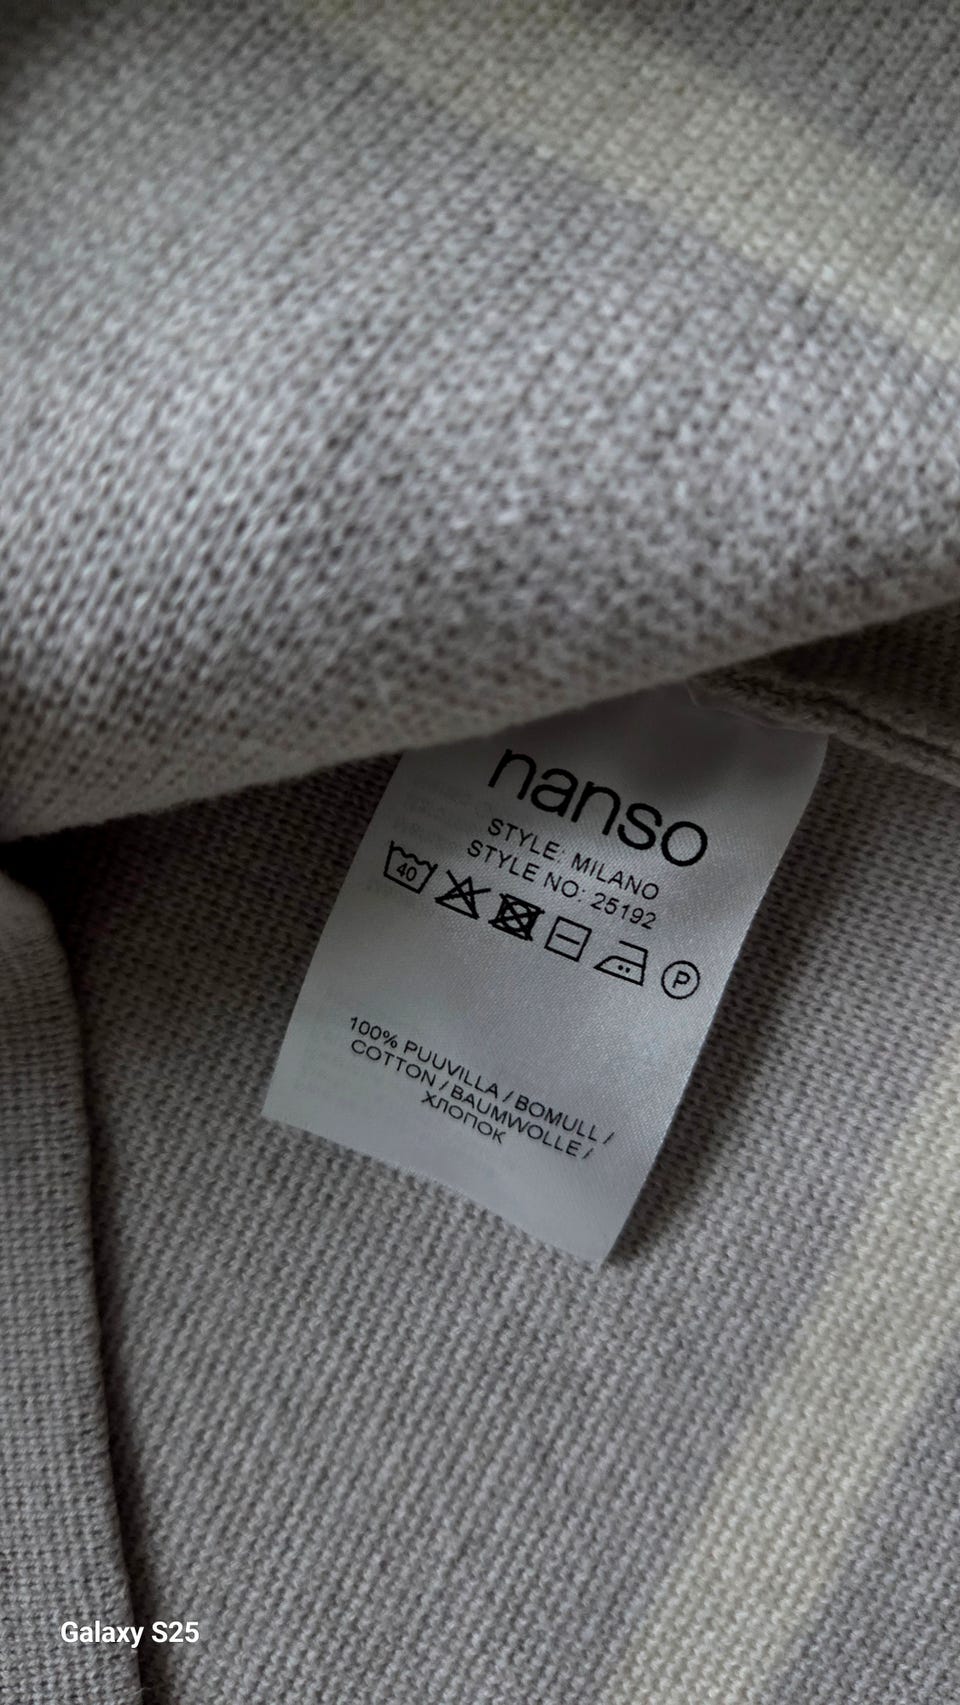 nanso
STYLE: MILANO
STYLE NO: 25192
40
P
100% PUUVILLA / BOMULL /
COTTON / BAUMWOLLE /
ХЛОПОК
Galaxy S25